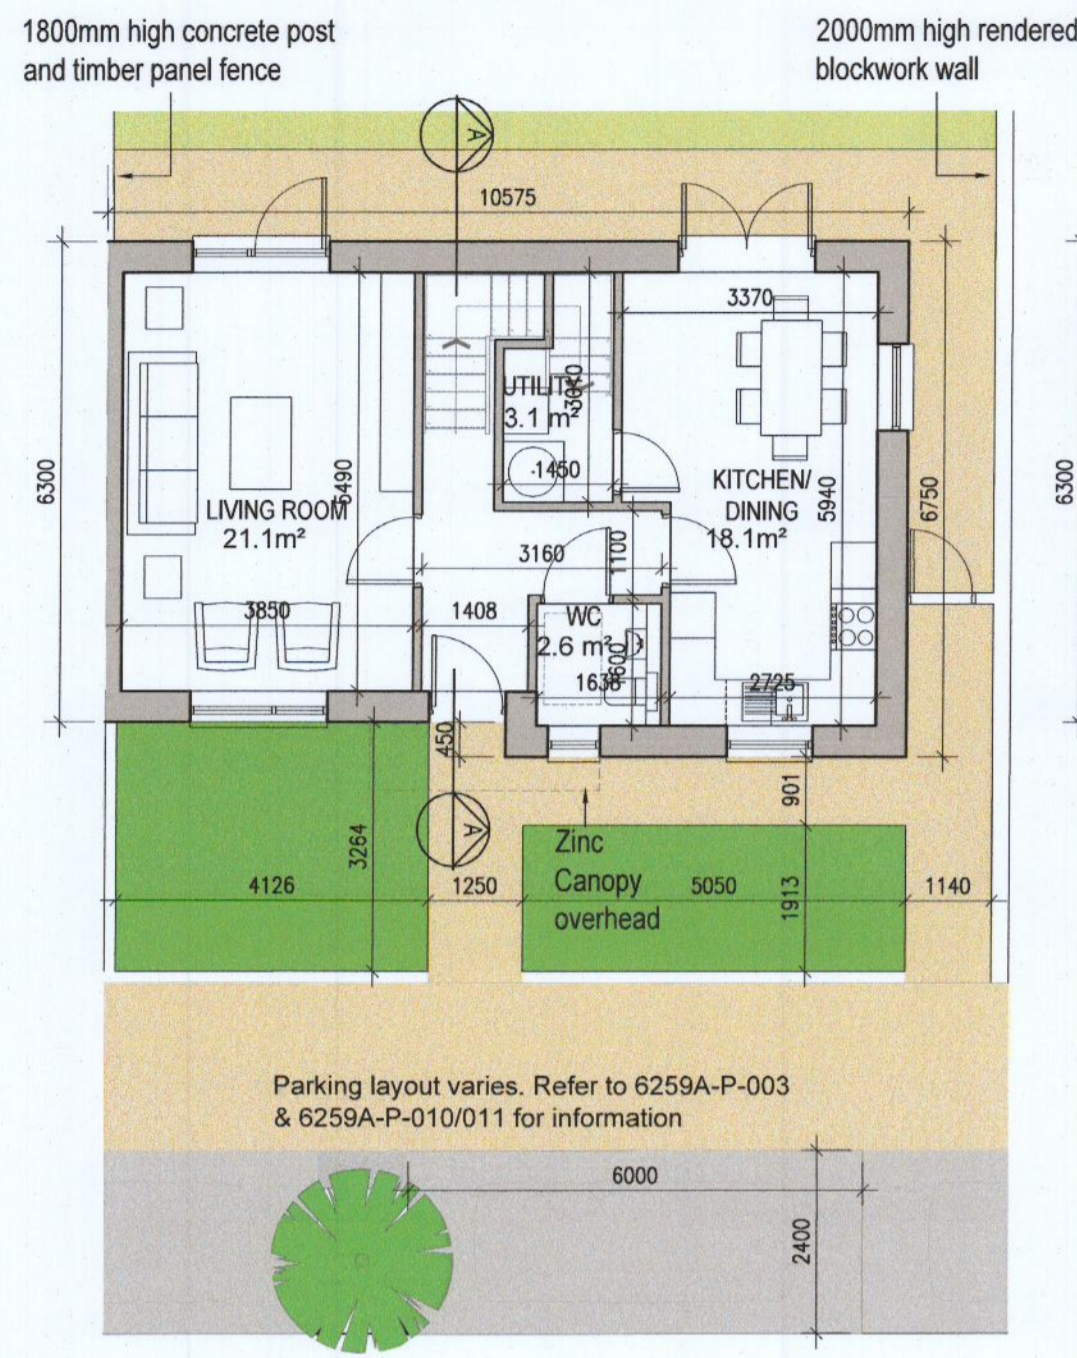 1800mm high concrete post
and timber panel fence
2000mm high rendered
blockwork wall
A
10575
3370
6300
UTILITY
3.1 m²
1450
KITCHEN/
DINING
18.1m²
5940
6750
6300
LIVING ROOM
21.1m²
3160
1100
3850
1408
WC
2.6 m²
1638
2725
450
901
3264
A
Zinc
Canopy
overhead
4126
1250
5050
1913
1140
Parking layout varies. Refer to 6259A-P-003
& 6259A-P-010/011 for information
6000
2400